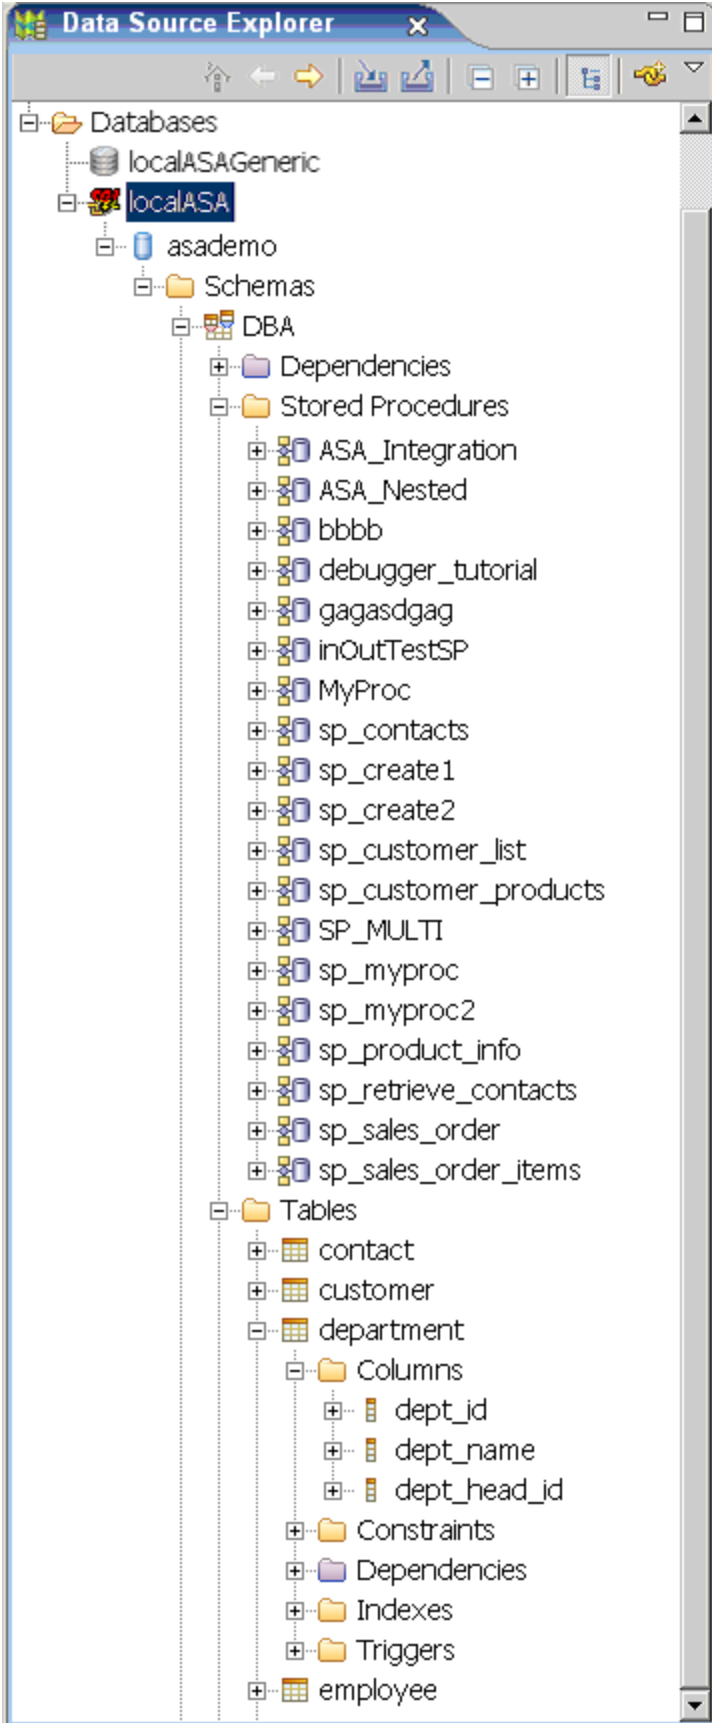 Data Source Explorer
Databases
localASAGeneric
localASA
asademo
Schemas
DBA
Dependencies
Stored Procedures
ASA_Integration
ASA_Nested
bbbb
debugger_tutorial
gagasdgag
inOutTestSP
MyProc
sp_contacts
sp_create1
sp_create2
sp_customer_list
sp_customer_products
SP_MULTI
sp_myproc
sp_myproc2
sp_product_info
sp_retrieve_contacts
sp_sales_order
sp_sales_order_items
Tables
contact
customer
department
Columns
dept_id
dept_name
dept_head_id
Constraints
Dependencies
Indexes
Triggers
employee